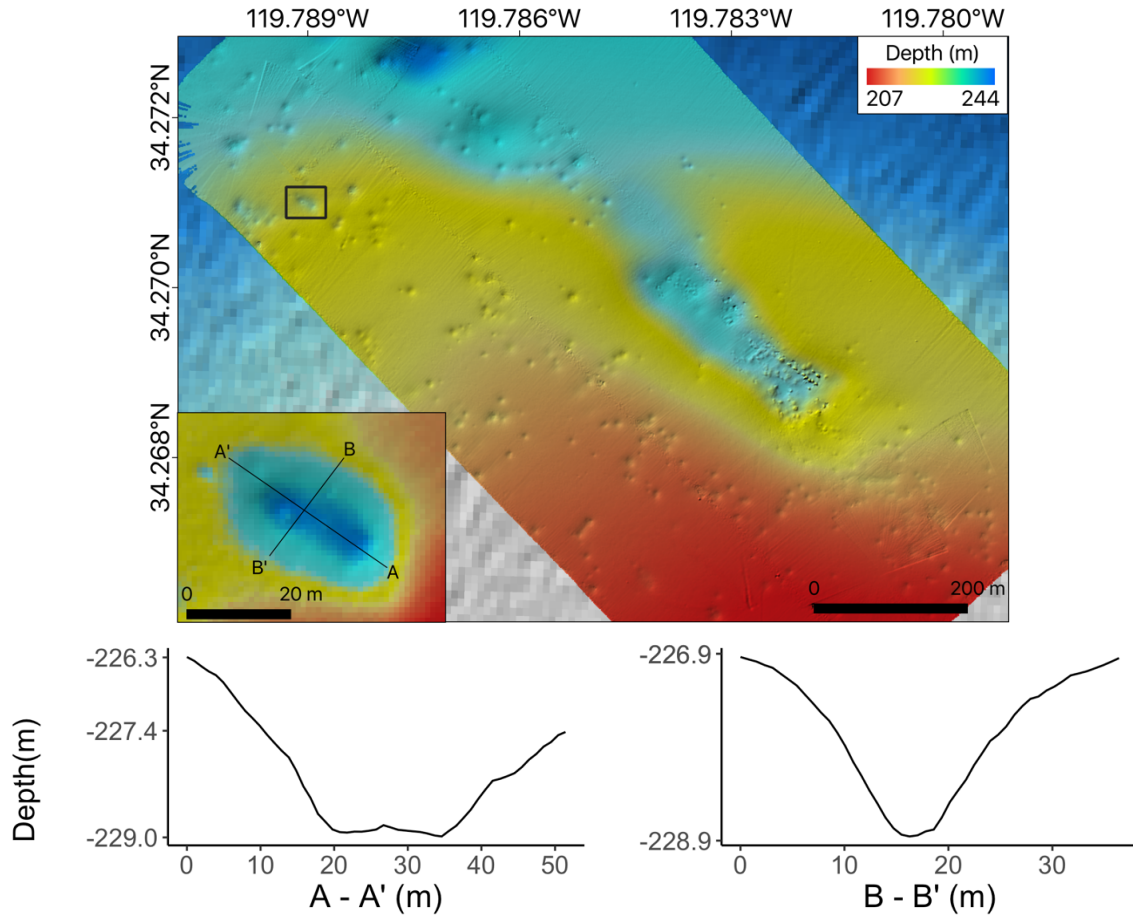 119.789°W 119.786°W 119.783°W 119.780°W
Depth (m)
207 244
34.272°N
34.270°N
34.268°N
A' B
B' A
0 20 m
0 200 m
Depth(m)
-226.3
-227.4
-229.0
0 10 20 30 40 50
A - A' (m)
-226.9
-228.9
0 10 20 30
B - B' (m)